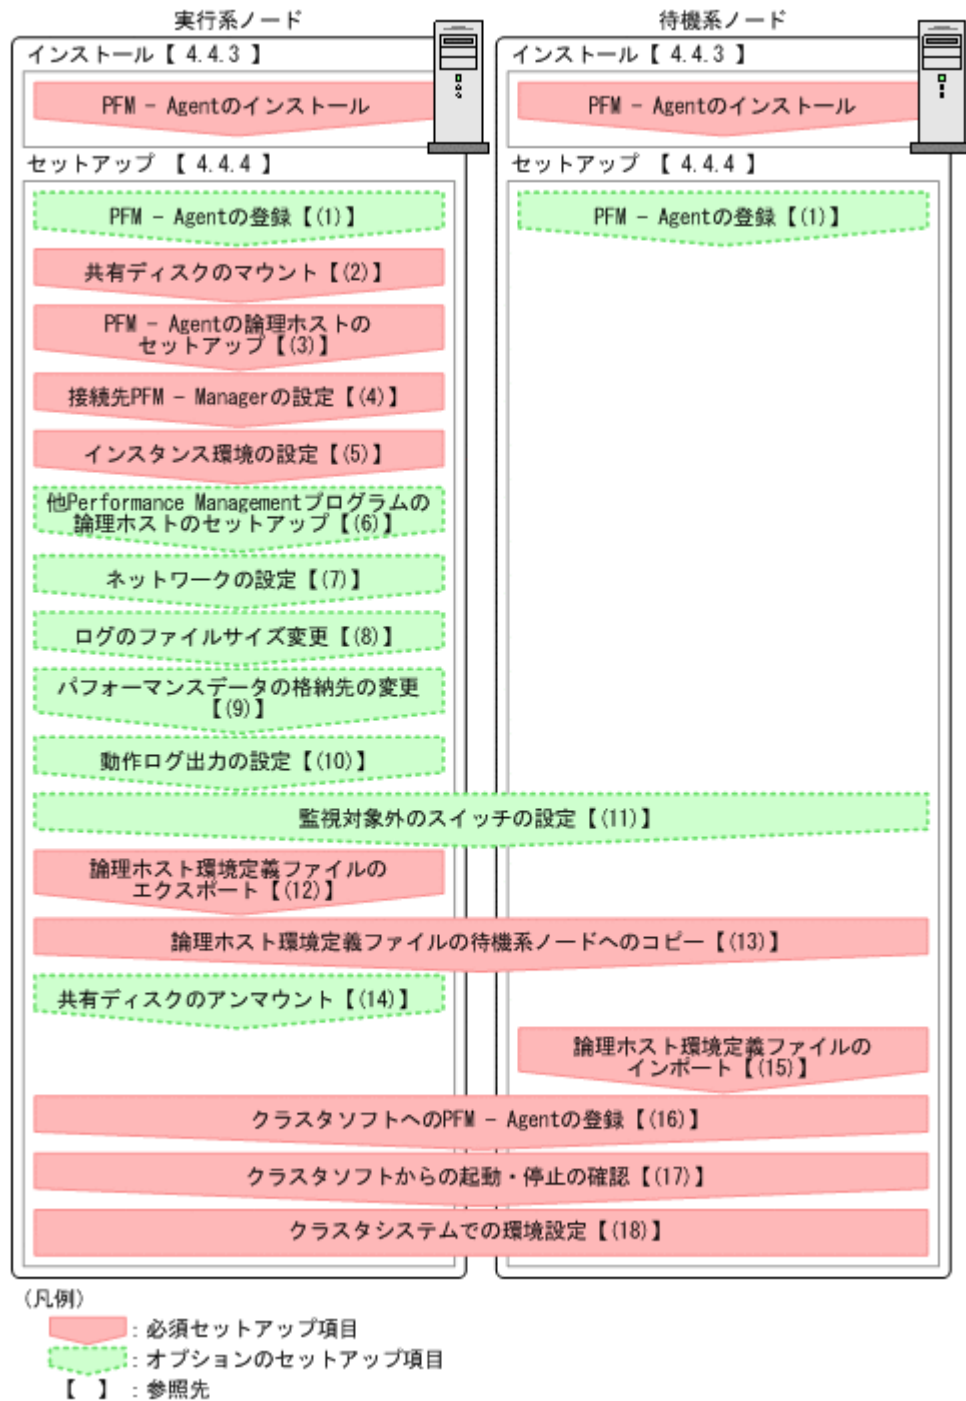 実行系ノード
待機系ノード
インストール【 4.4.3 】
インストール【 4.4.3 】
PFM - Agentのインストール
PFM - Agentのインストール
セットアップ 【 4.4.4 】
セットアップ 【 4.4.4 】
PFM - Agentの登録【(1)】
PFM - Agentの登録【(1)】
共有ディスクのマウント【(2)】
PFM - Agentの論理ホストの
セットアップ【(3)】
接続先PFM - Managerの設定【(4)】
インスタンス環境の設定【(5)】
他Performance Managementプログラムの
論理ホストのセットアップ【(6)】
ネットワークの設定【(7)】
ログのファイルサイズ変更【(8)】
パフォーマンスデータの格納先の変更
【(9)】
動作ログ出力の設定【(10)】
監視対象外のスイッチの設定【(11)】
論理ホスト環境定義ファイルの
エクスポート【(12)】
論理ホスト環境定義ファイルの待機系ノードへのコピー【(13)】
共有ディスクのアンマウント【(14)】
論理ホスト環境定義ファイルの
インポート【(15)】
クラスタソフトへのPFM - Agentの登録【(16)】
クラスタソフトからの起動・停止の確認【(17)】
クラスタシステムでの環境設定【(18)】
(凡例)
：必須セットアップ項目
：オプションのセットアップ項目
【 】：参照先